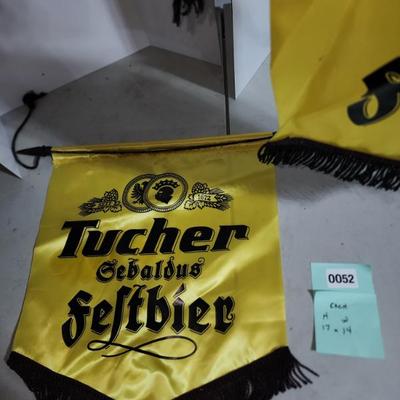 Tucher
Sebaldus
Feſtbier
0052
EACH
H W
17 x 14